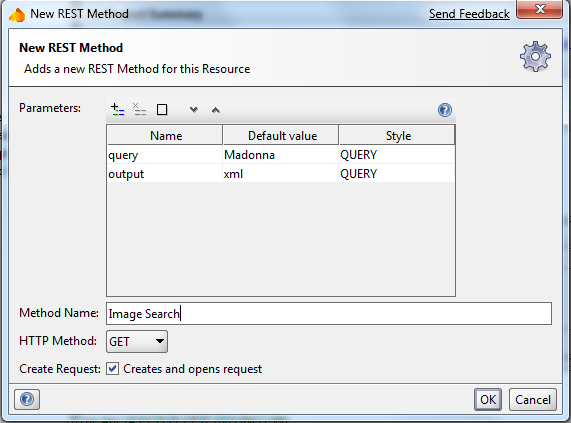 New REST Method Send Feedback
New REST Method
Adds a new REST Method for this Resource
Parameters:
Name Default value Style
query Madonna QUERY
output xml QUERY
Method Name: Image Search
HTTP Method: GET
Create Request: Creates and opens request
OK Cancel